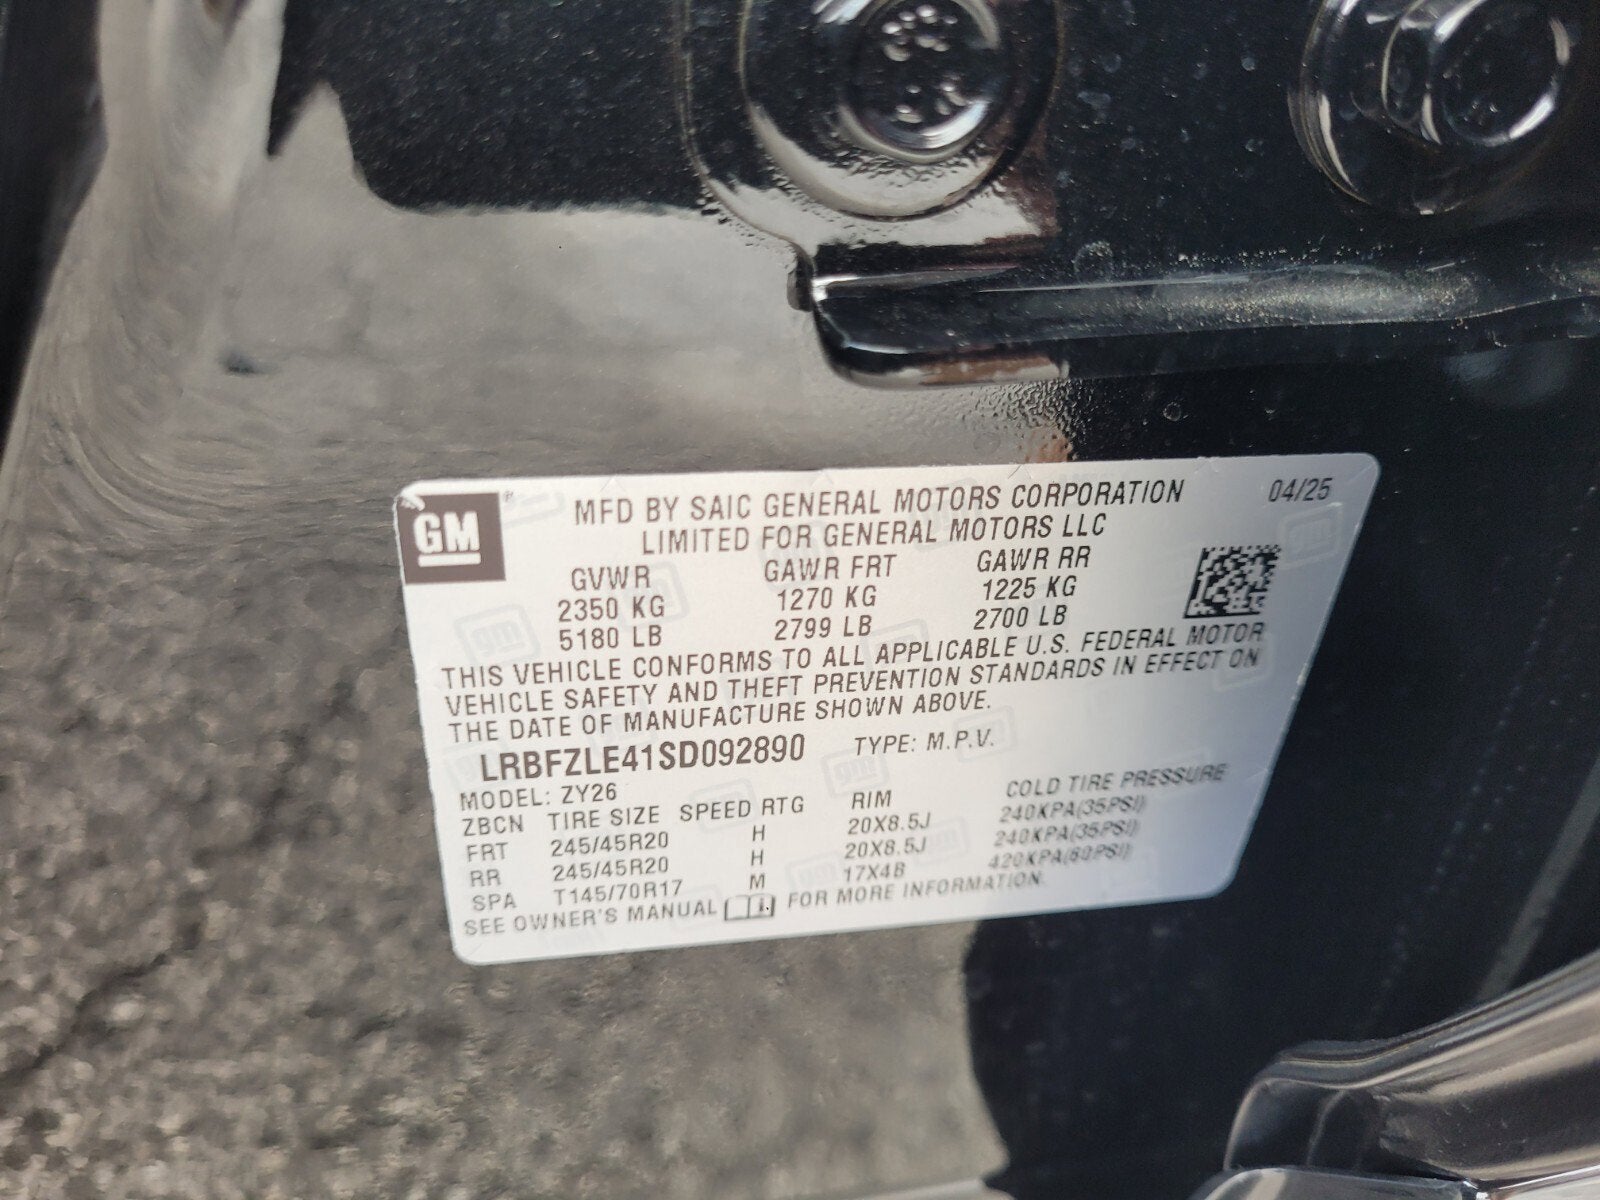 GM ®
MFD BY SAIC GENERAL MOTORS CORPORATION 04/25
LIMITED FOR GENERAL MOTORS LLC
GVWR GAWR FRT GAWR RR
2350 KG 1270 KG 1225 KG
5180 LB 2799 LB 2700 LB
THIS VEHICLE CONFORMS TO ALL APPLICABLE U.S. FEDERAL MOTOR
VEHICLE SAFETY AND THEFT PREVENTION STANDARDS IN EFFECT ON
THE DATE OF MANUFACTURE SHOWN ABOVE.
LRBFZLE41SD092890 TYPE: M.P.V.
MODEL: ZY26
ZBCN TIRE SIZE SPEED RTG RIM COLD TIRE PRESSURE
FRT 245/45R20 H 20X8.5J 240KPA(35PSI)
RR 245/45R20 H 20X8.5J 240KPA(35PSI)
SPA T145/70R17 M 17X4B 420KPA(60PSI)
SEE OWNER'S MANUAL FOR MORE INFORMATION.